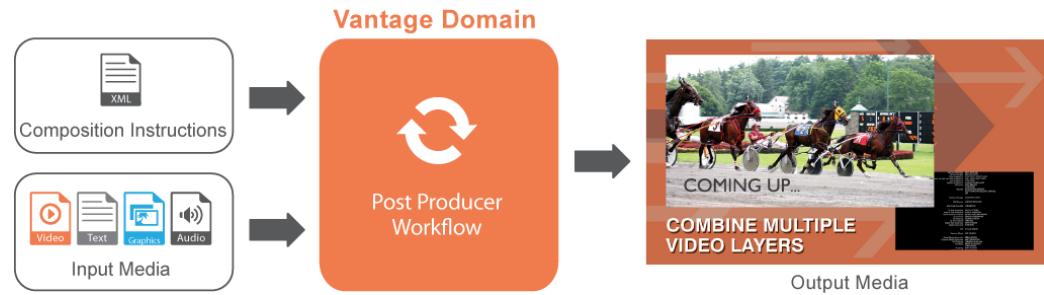 Vantage Domain
XML
Composition Instructions
Video
Text
Graphics
Audio
Input Media
Post Producer
Workflow
COMING UP...
COMBINE MULTIPLE
VIDEO LAYERS
Output Media